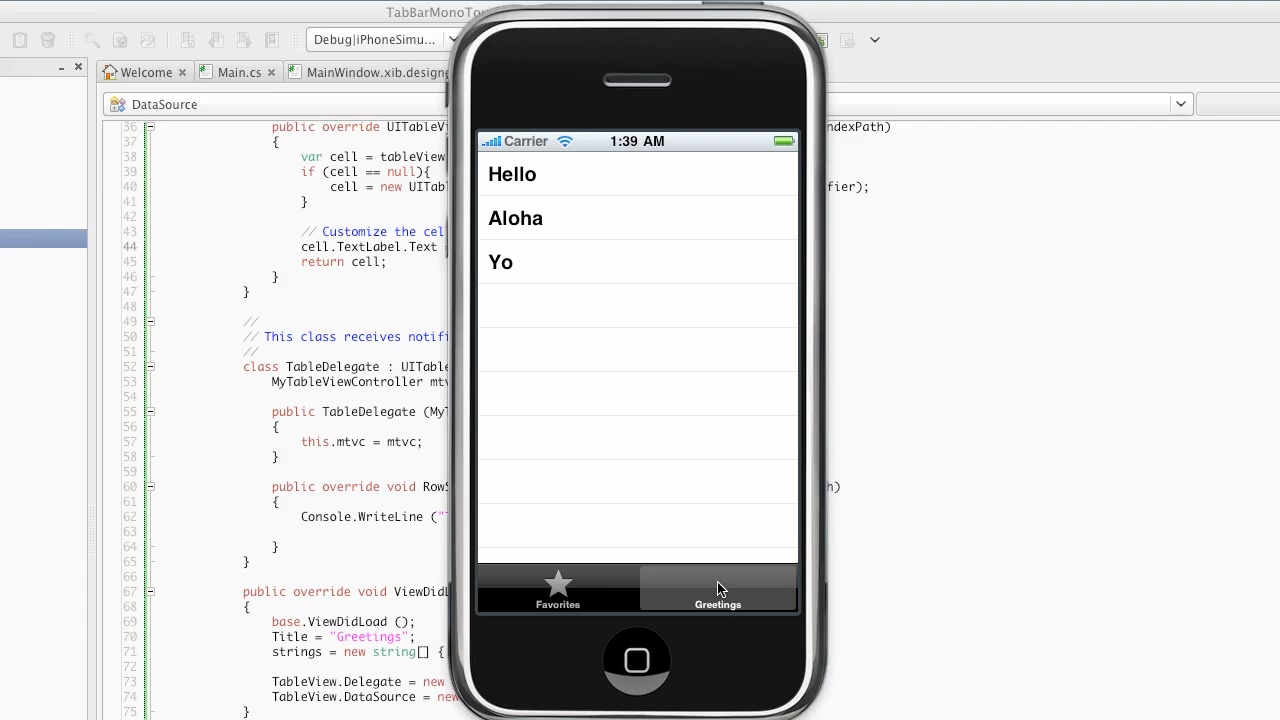 TabBarMonoTou
Debug|iPhoneSimu...
Welcome
Main.cs
MainWindow.xib.designe
DataSource
36 public override UITableVi ndexPath)
37 {
38 var cell = tableView
39 if (cell == null){
40 cell = new UITab fier);
41 }
42
43 // Customize the cel
44 cell.TextLabel.Text
45 return cell;
46 }
47 }
48
49 //
50 // This class receives notifi
51 //
52 class TableDelegate : UITabl
53 MyTableViewController mtv
54
55 public TableDelegate (MyT
56 {
57 this.mtvc = mtvc;
58 }
59
60 public override void RowS h)
61 {
62 Console.WriteLine ("
63
64 }
65 }
66
67 public override void ViewDidL
68 {
69 base.ViewDidLoad ();
70 Title = "Greetings";
71 strings = new string[] {
72
73 TableView.Delegate = new
74 TableView.DataSource = new
75 }
Carrier 1:39 AM
Hello
Aloha
Yo
Favorites
Greetings